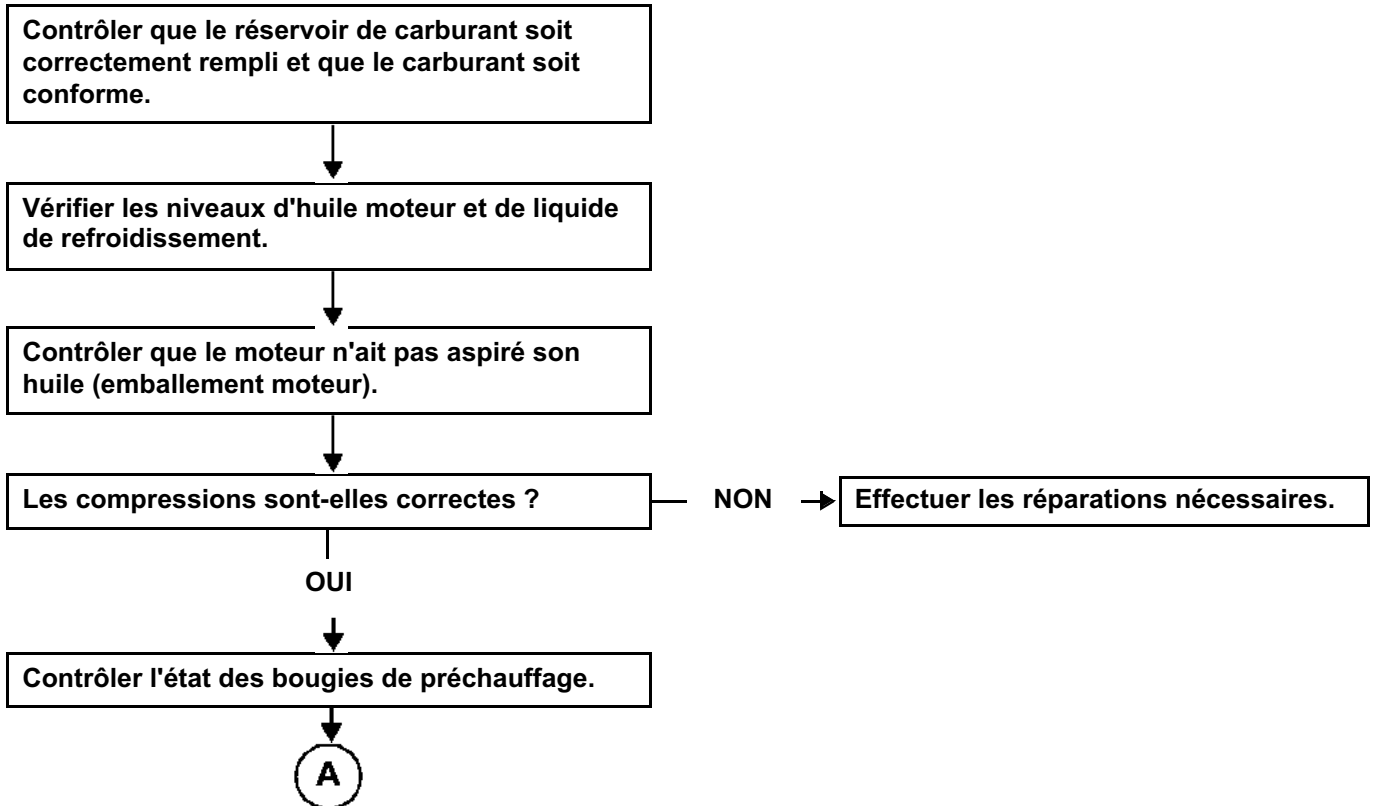 Contrôler que le réservoir de carburant soit
correctement rempli et que le carburant soit
conforme.
Vérifier les niveaux d'huile moteur et de liquide
de refroidissement.
Contrôler que le moteur n'ait pas aspiré son
huile (emballement moteur).
Les compressions sont-elles correctes ?
NON
Effectuer les réparations nécessaires.
OUI
Contrôler l'état des bougies de préchauffage.
A